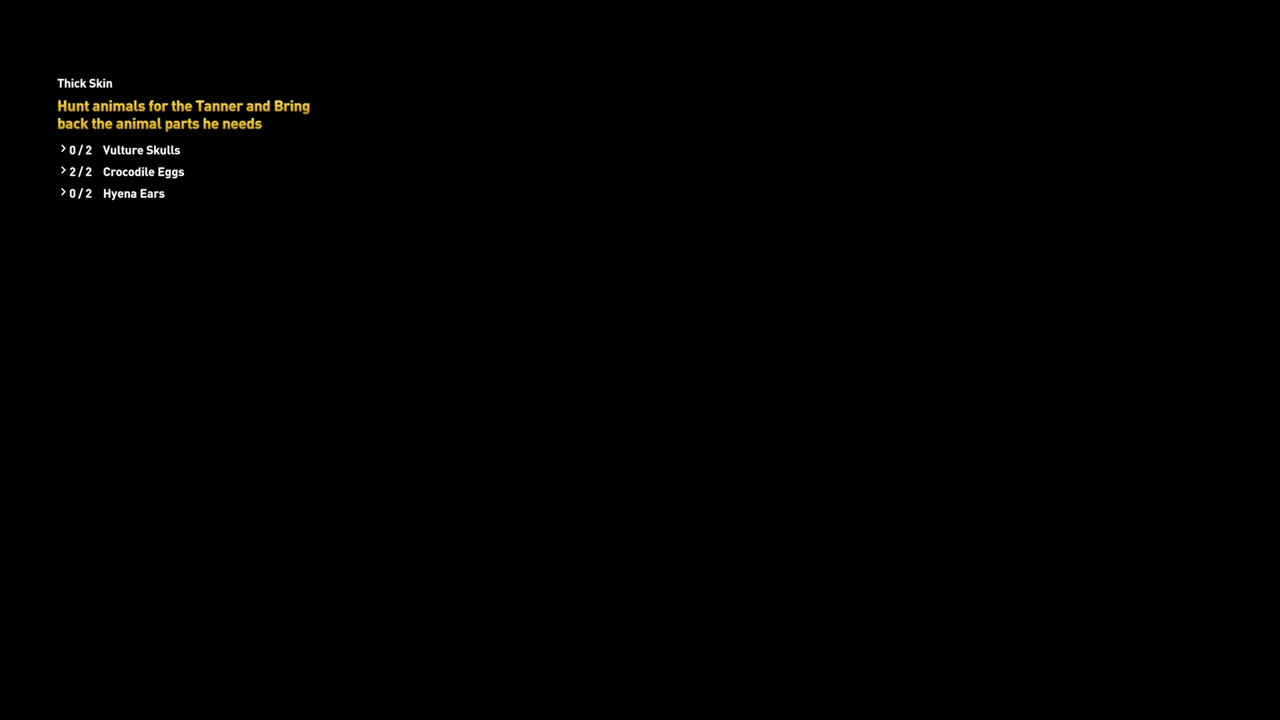 Thick Skin
Hunt animals for the Tanner and Bring
back the animal parts he needs
> 0 / 2 Vulture Skulls
> 2 / 2 Crocodile Eggs
> 0 / 2 Hyena Ears